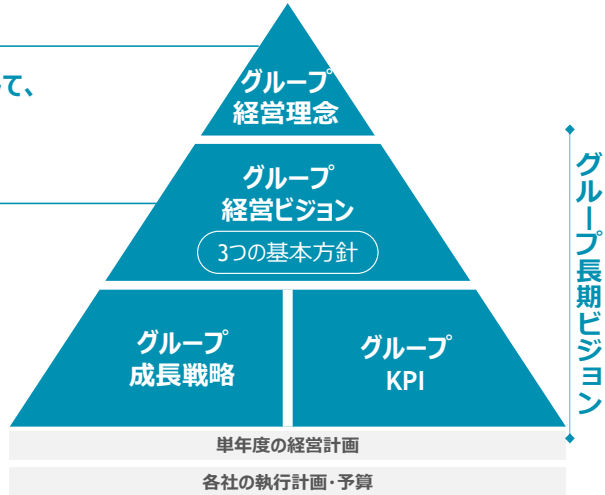 て、
グループ
経営理念
グループ
経営ビジョン
3つの基本方針
グループ
成長戦略
グループ
KPI
グループ長期ビジョン
単年度の経営計画
各社の執行計画・予算